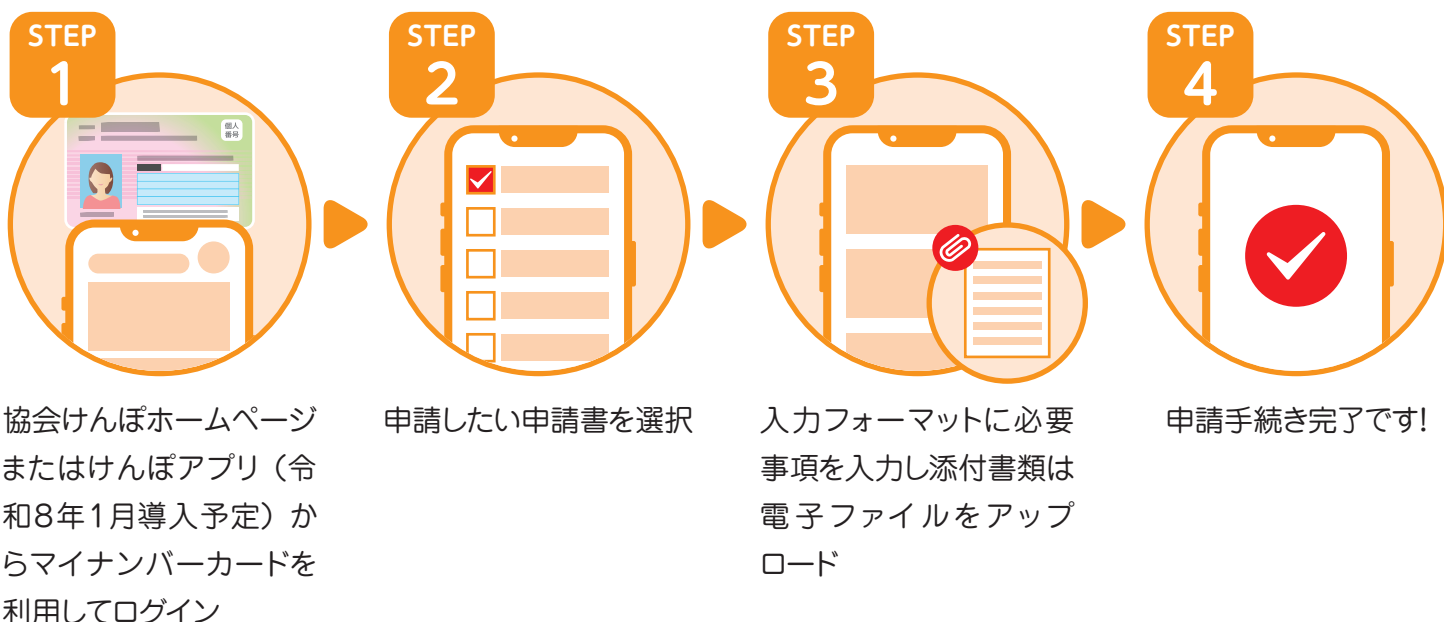 STEP
1
個人
番号
協会けんぽホームページ
またはけんぽアプリ（令
和8年1月導入予定）か
らマイナンバーカードを
利用してログイン
STEP
2
申請したい申請書を選択
STEP
3
入力フォーマットに必要
事項を入力し添付書類は
電子ファイルをアップ
ロード
STEP
4
申請手続き完了です!